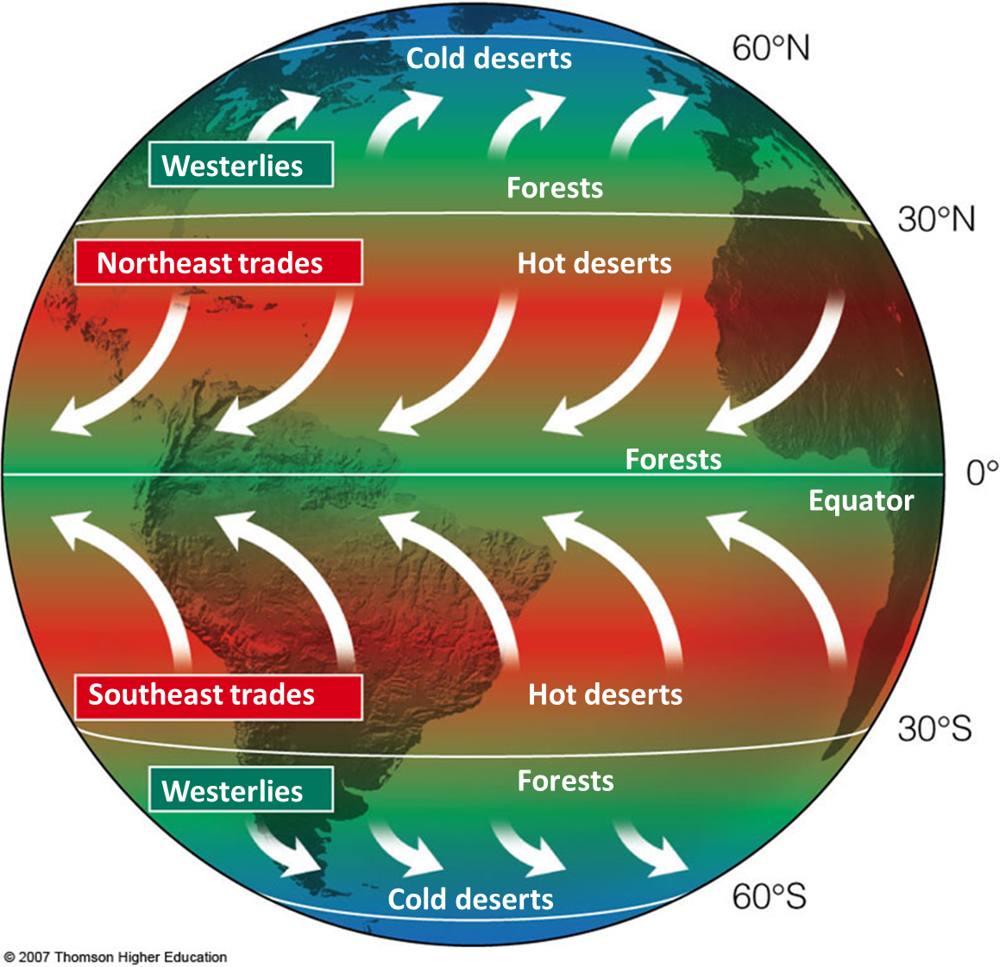 60°N
Cold deserts
Westerlies
Forests
30°N
Northeast trades
Hot deserts
Forests
0°
Equator
Southeast trades
Hot deserts
30°S
Westerlies
Forests
60°S
Cold deserts
© 2007 Thomson Higher Education